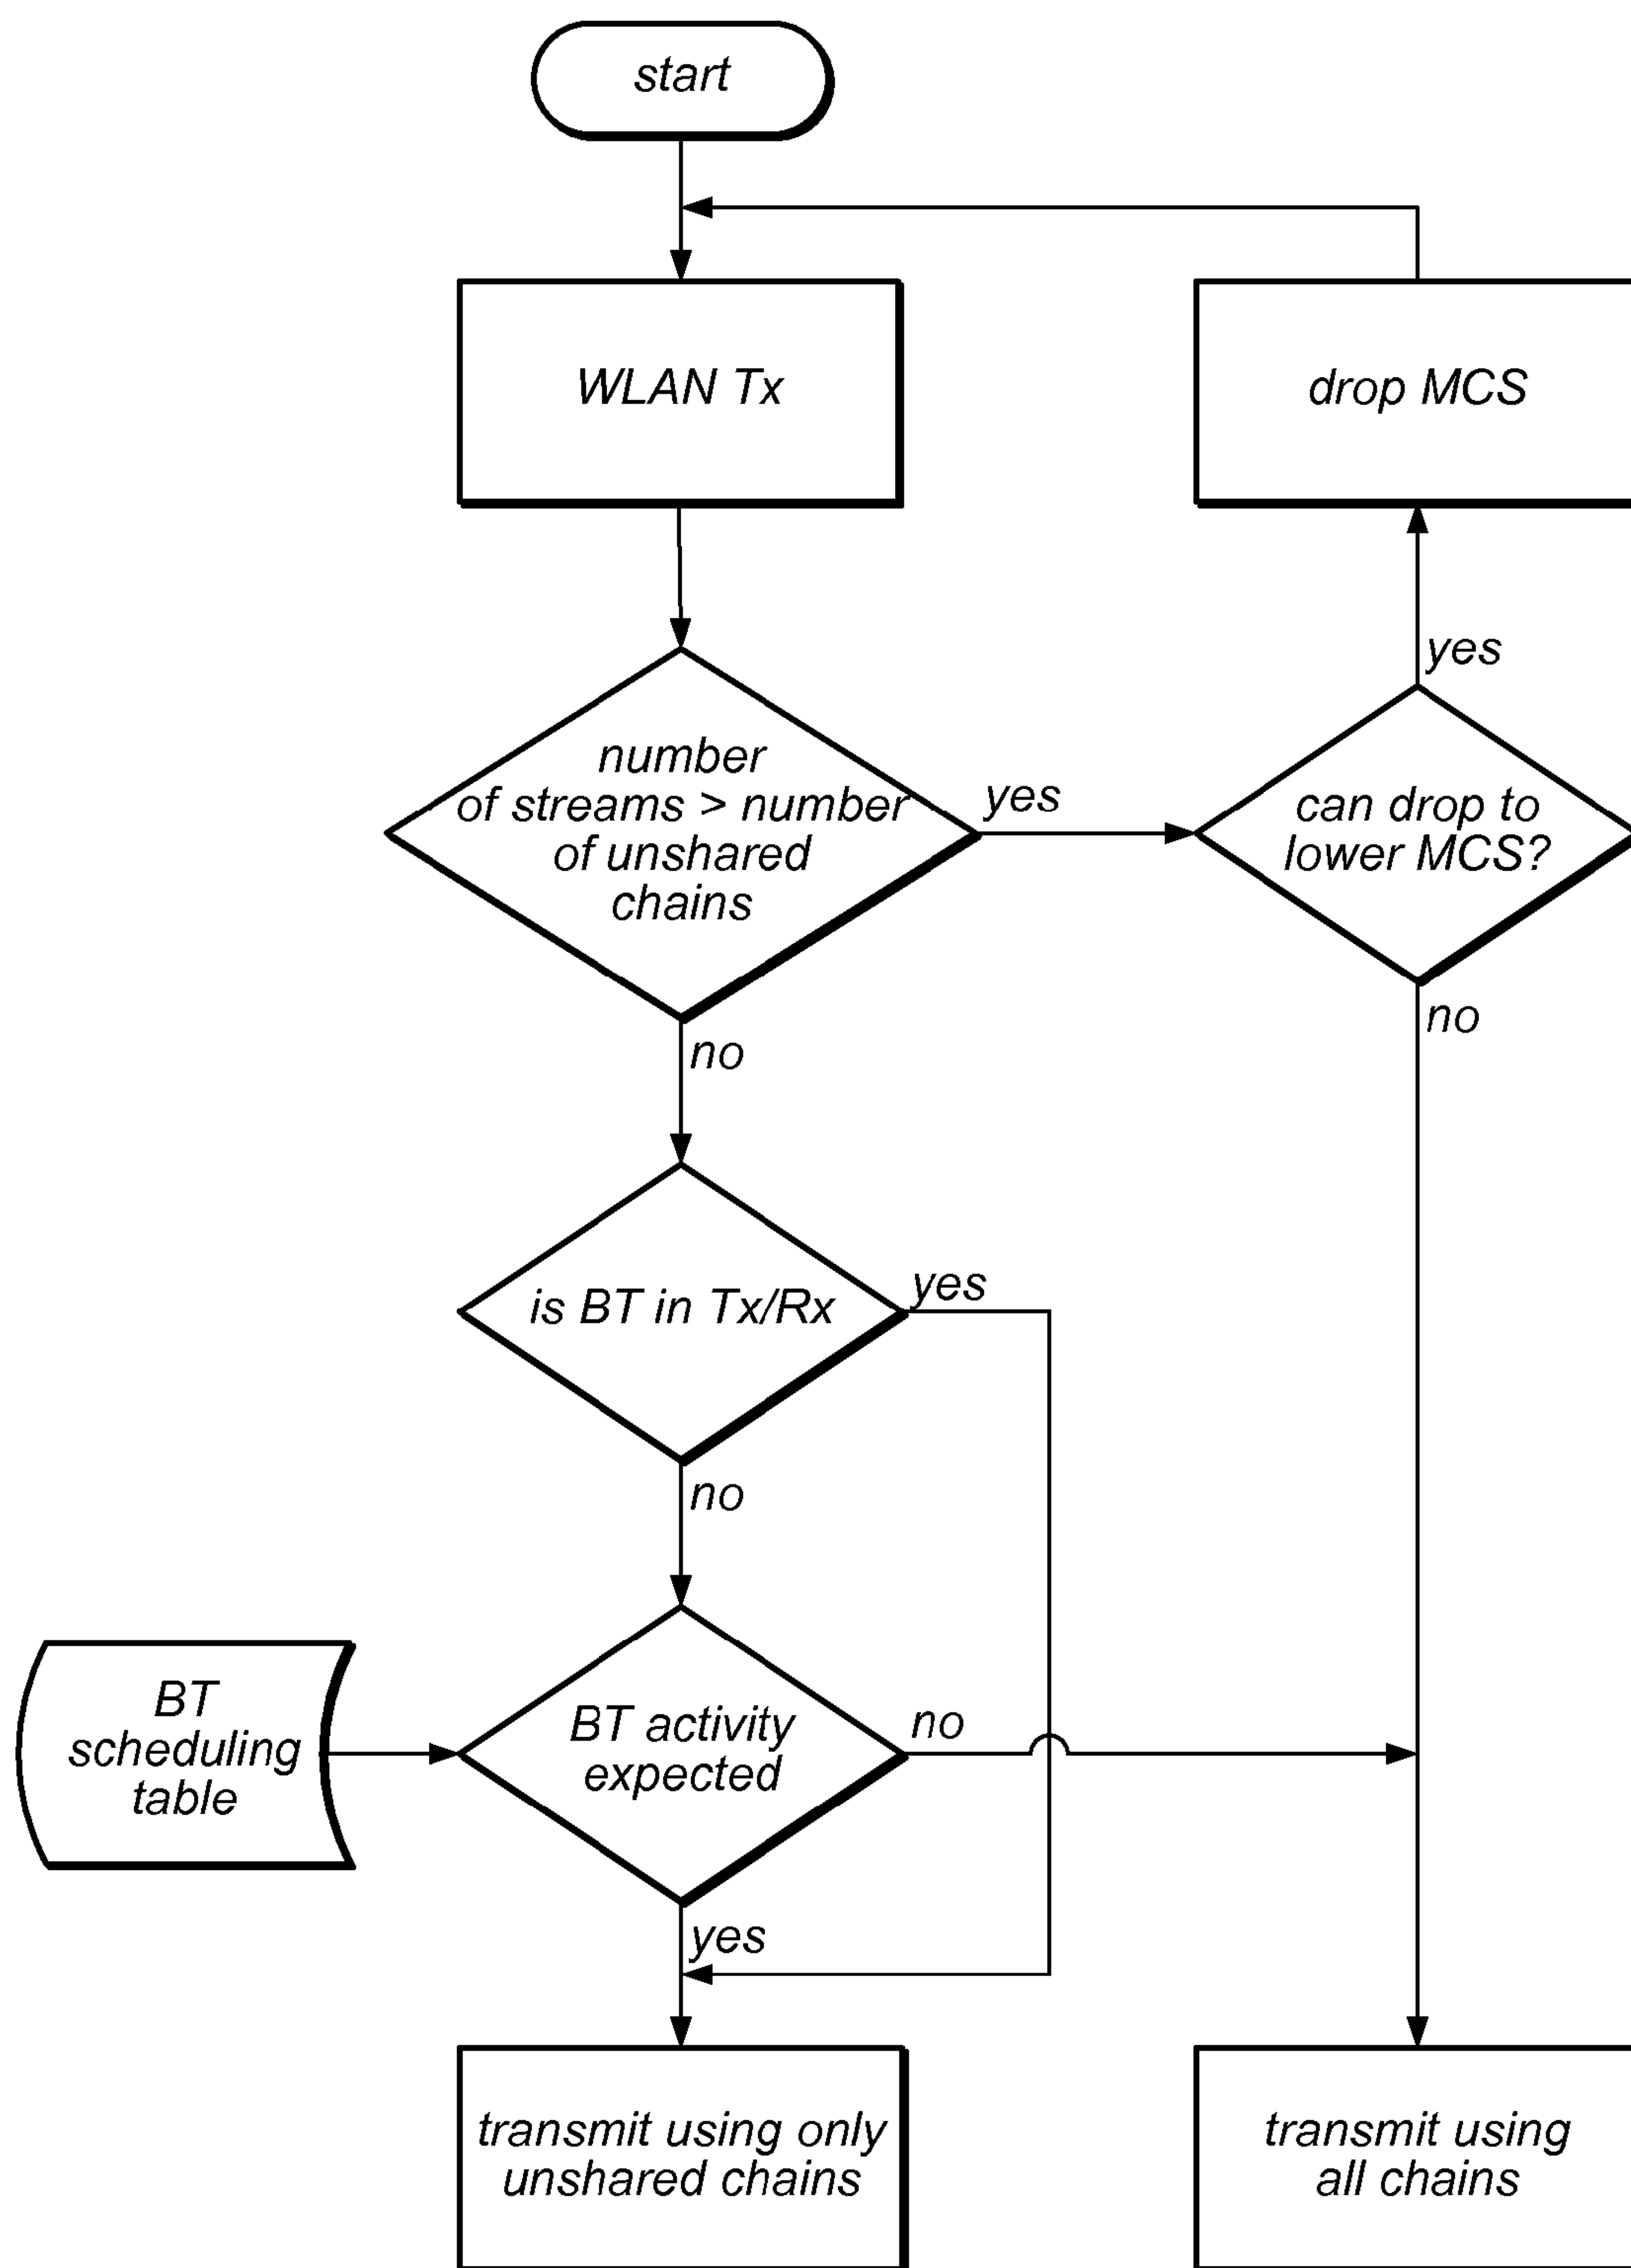 start
WLAN Tx
drop MCS
yes
number
of streams > number
of unshared
chains
yes
can drop to
lower MCS?
no
no
is BT in Tx/Rx
yes
no
BT
scheduling
table
BT activity
expected
no
yes
transmit using only
unshared chains
transmit using
all chains